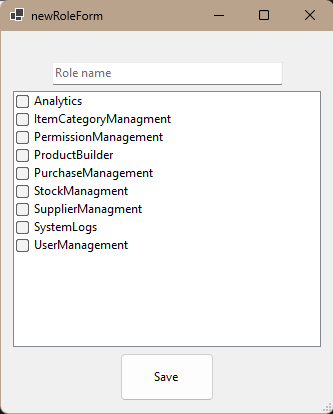 newRoleForm
Role name
Analytics
ItemCategoryManagment
PermissionManagement
ProductBuilder
PurchaseManagement
StockManagment
SupplierManagment
SystemLogs
UserManagement
Save